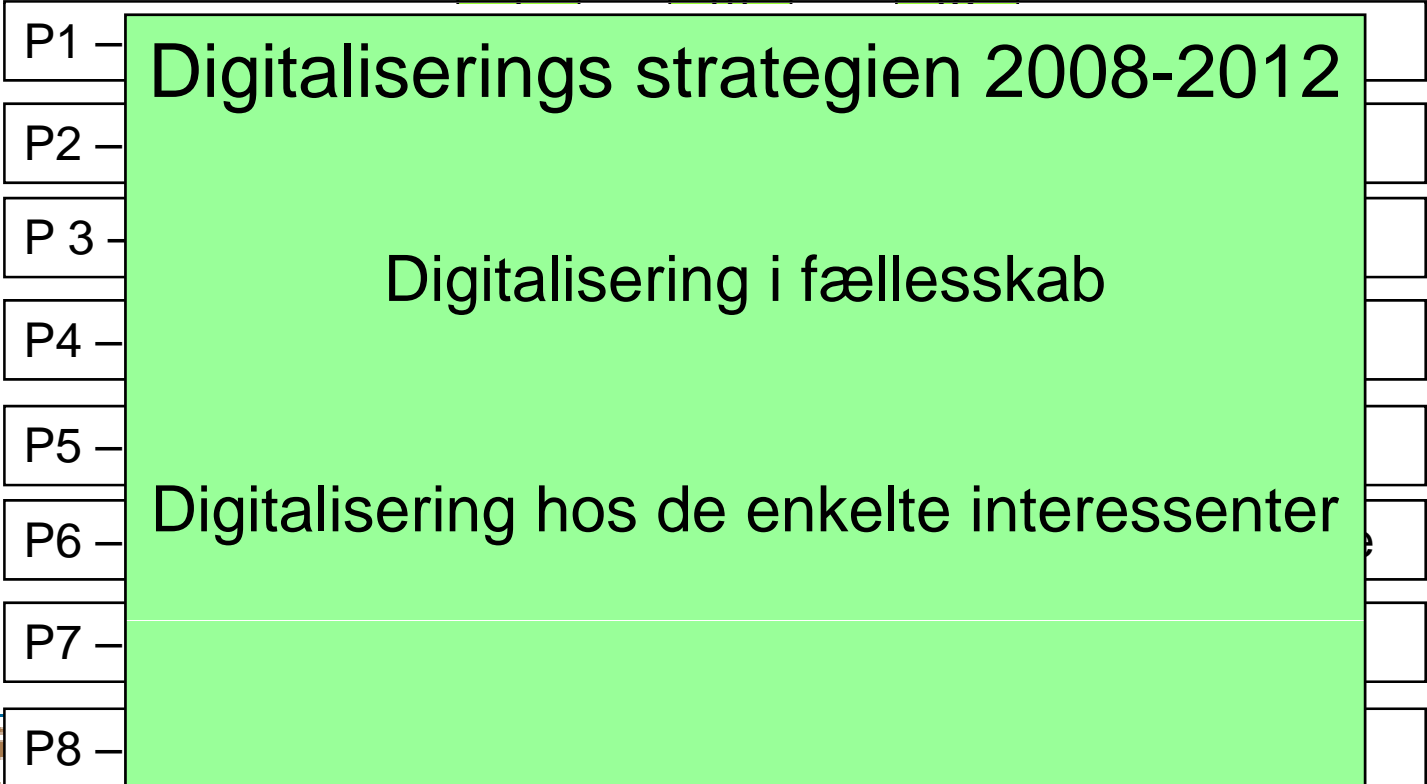 P1 –
Digitaliserings strategien 2008-2012
P2 –
P 3 –
Digitalisering i fællesskab
P4 –
P5 –
Digitalisering hos de enkelte interessenter
P6 –
P7 –
P8 –